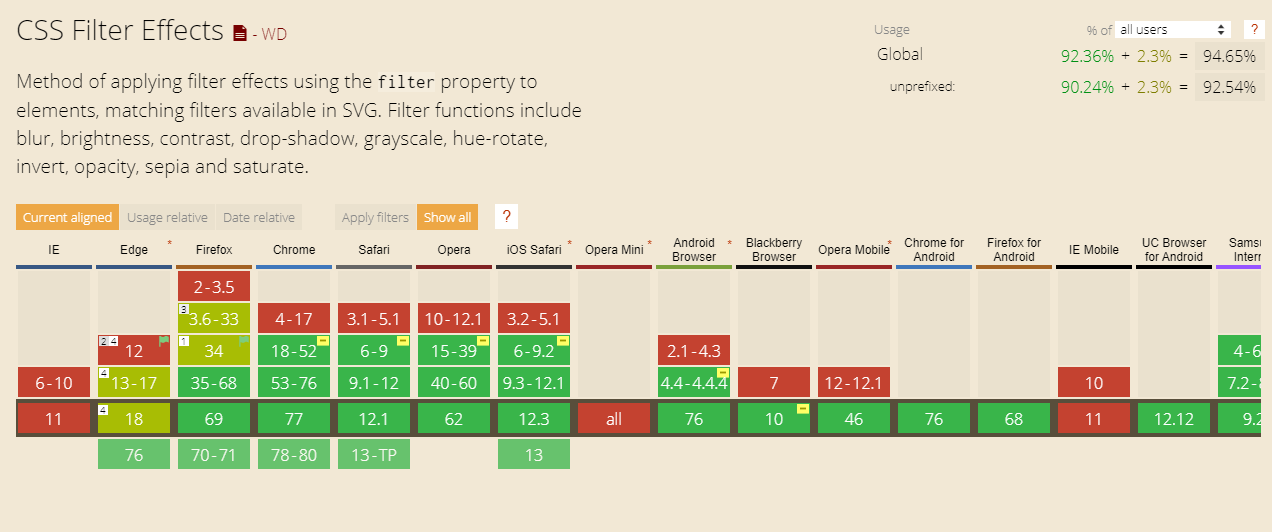 CSS Filter Effects - WD
Usage % of all users ?
Global 92.36% + 2.3% = 94.65%
unprefixed: 90.24% + 2.3% = 92.54%
Method of applying filter effects using the filter property to
elements, matching filters available in SVG. Filter functions include
blur, brightness, contrast, drop-shadow, grayscale, hue-rotate,
invert, opacity, sepia and saturate.
Current aligned Usage relative Date relative Apply filters Show all ?
IE Edge * Firefox Chrome Safari Opera iOS Safari * Opera Mini * Android Browser * Blackberry Browser Opera Mobile * Chrome for Android Firefox for Android IE Mobile UC Browser for Android
2-3.5
3 3.6-33 4-17 3.1-5.1 10-12.1 3.2-5.1
2 4 12 1 34 18-52 6-9 15-39 6-9.2 2.1-4.3 4-6
6-10 4 13-17 35-68 53-76 9.1-12 40-60 9.3-12.1 4.4-4.4.4 7 12-12.1 10
11 4 18 69 77 12.1 62 12.3 all 76 10 46 76 68 11 12.12
76 70-71 78-80 13-TP 13